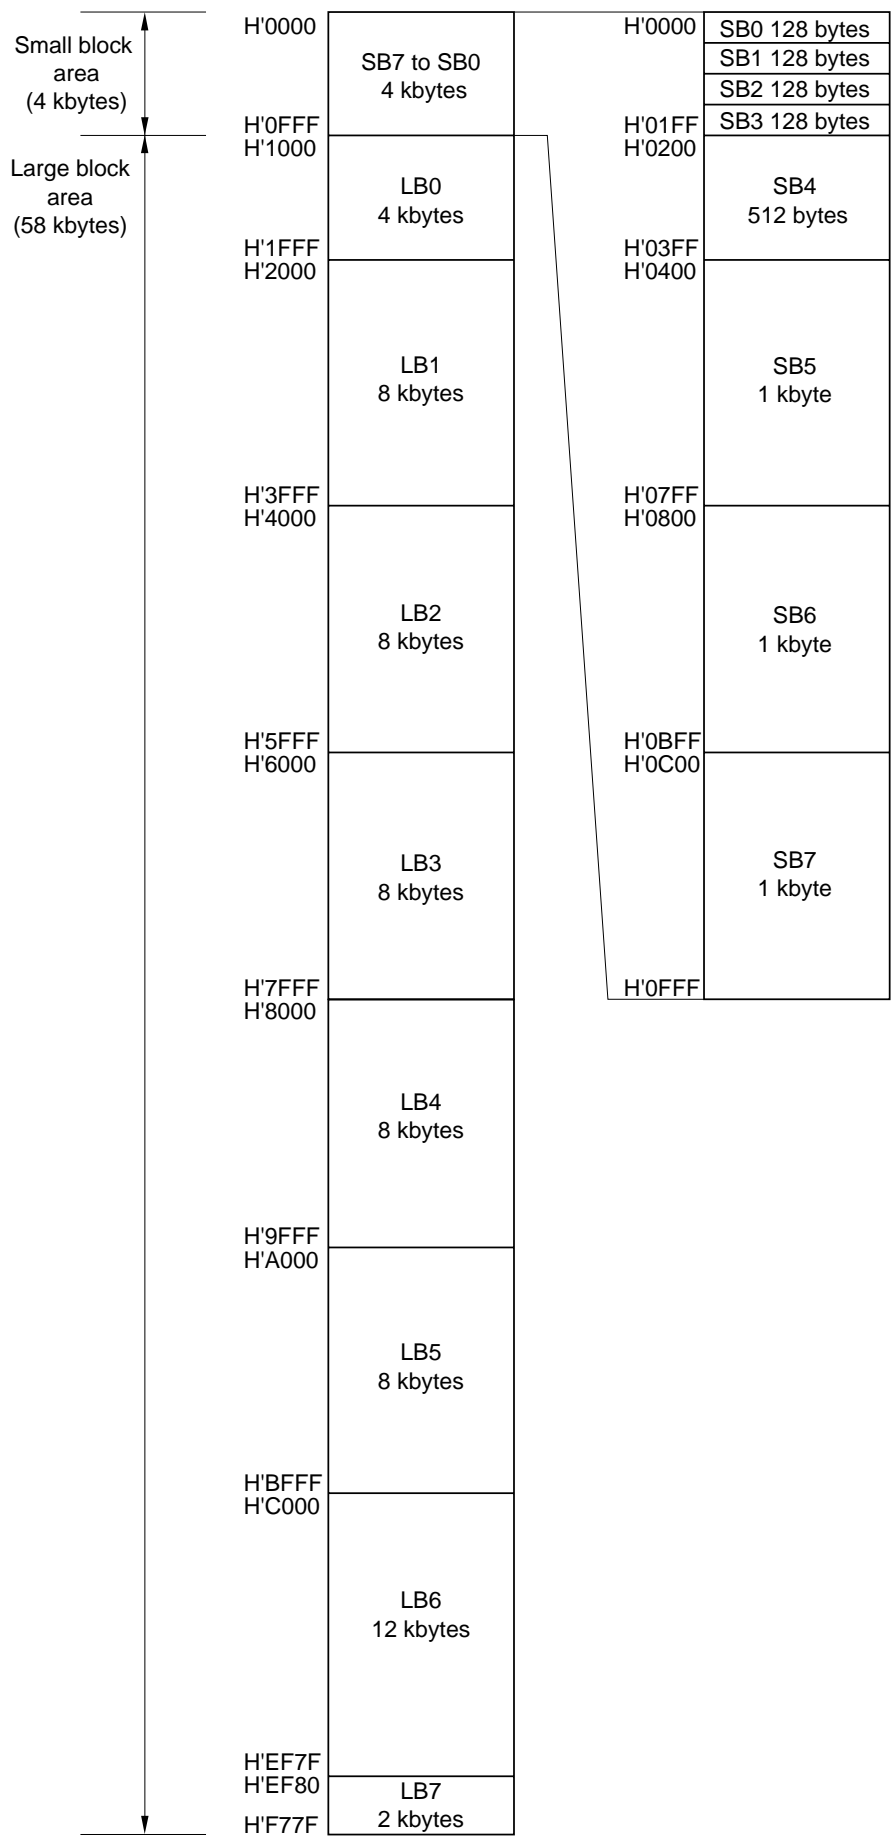 Small block
area
(4 kbytes)
Large block
area
(58 kbytes)
H'0000
SB7 to SB0
4 kbytes
H'0FFF
H'1000
LB0
4 kbytes
H'1FFF
H'2000
LB1
8 kbytes
H'3FFF
H'4000
LB2
8 kbytes
H'5FFF
H'6000
LB3
8 kbytes
H'7FFF
H'8000
LB4
8 kbytes
H'9FFF
H'A000
LB5
8 kbytes
H'BFFF
H'C000
LB6
12 kbytes
H'EF7F
H'EF80
LB7
2 kbytes
H'F77F
H'0000
SB0 128 bytes
SB1 128 bytes
SB2 128 bytes
SB3 128 bytes
H'01FF
H'0200
SB4
512 bytes
H'03FF
H'0400
SB5
1 kbyte
H'07FF
H'0800
SB6
1 kbyte
H'0BFF
H'0C00
SB7
1 kbyte
H'0FFF